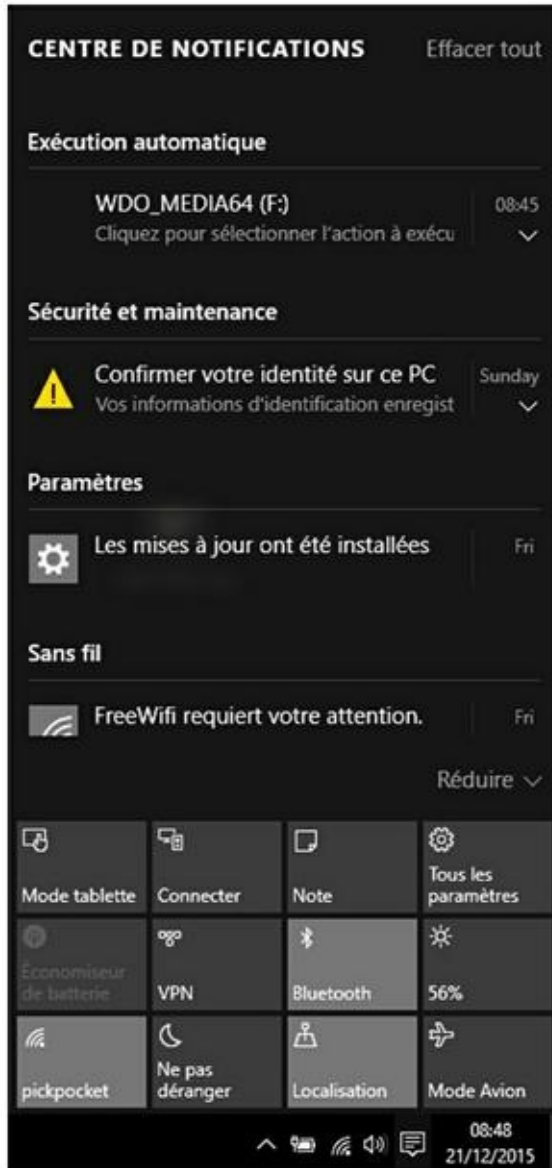 CENTRE DE NOTIFICATIONS
Effacer tout
Exécution automatique
WDO_MEDIA64 (F:)
08:45
Cliquez pour sélectionner l'action à exécu
Sécurité et maintenance
Confirmer votre identité sur ce PC
Sunday
Vos informations d'identification enregist
Paramètres
Les mises à jour ont été installées
Fri
Sans fil
FreeWifi requiert votre attention.
Fri
Réduire
Mode tablette
Connecter
Note
Tous les
paramètres
Économiseur
de batterie
VPN
Bluetooth
56%
pickpocket
Ne pas
déranger
Localisation
Mode Avion
08:48
21/12/2015